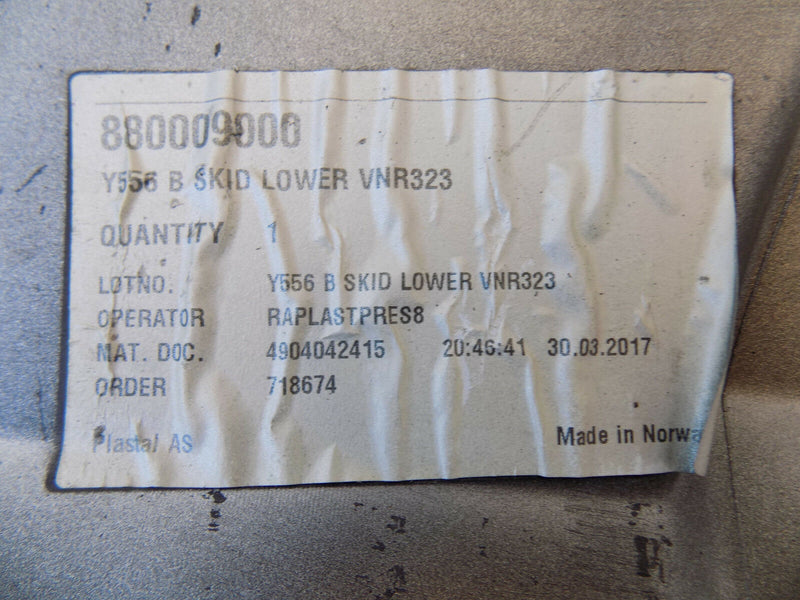 880009000
Y556 B SKID LOWER VNR323
QUANTITY 1
LOTNO. Y556 B SKID LOWER VNR323
OPERATOR RAPLASTPRES8
MAT. DOC. 4904042415 20:46:41 30.03.2017
ORDER 718674
Plastal AS Made in Norwa